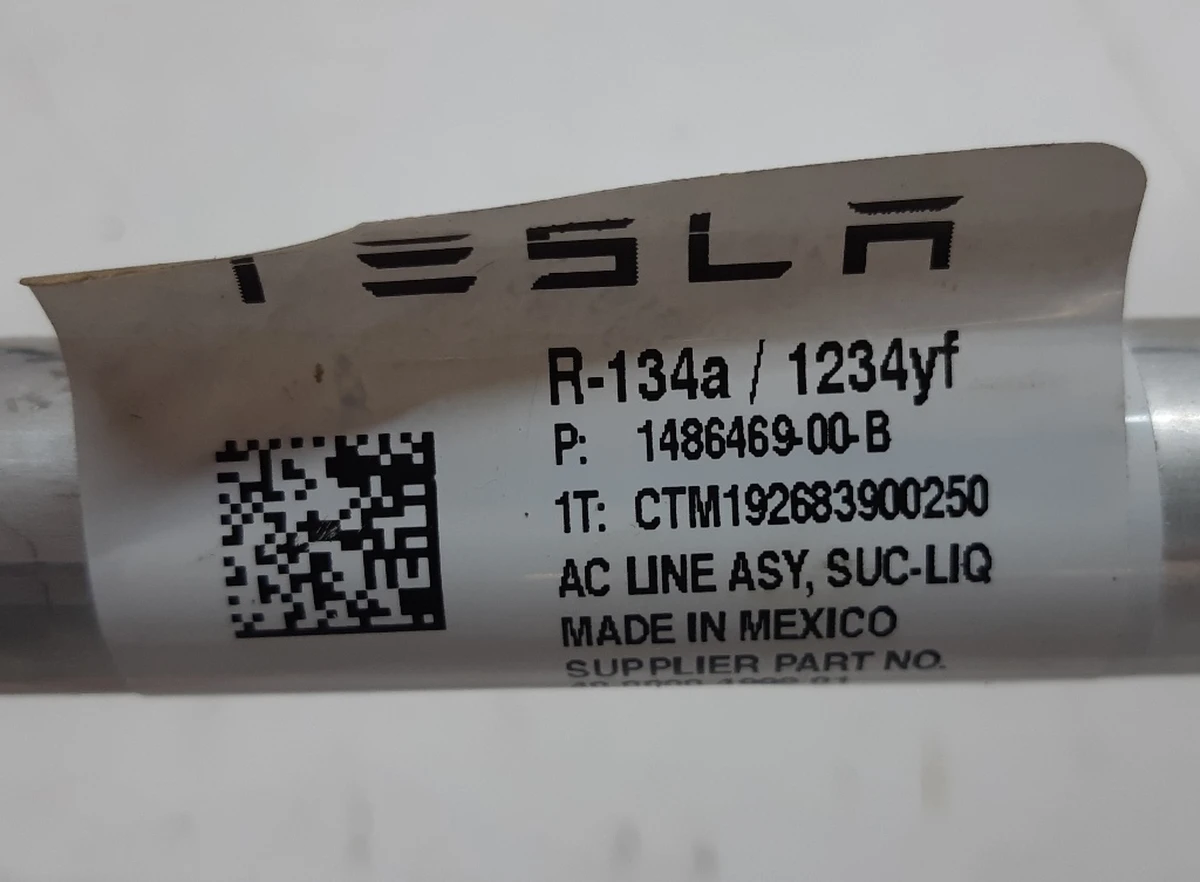 TESLA
R-134a / 1234yf
P: 1486469-00-B
1T: CTM192683900250
AC LINE ASY, SUC-LIQ
MADE IN MEXICO
SUPPLIER PART NO.